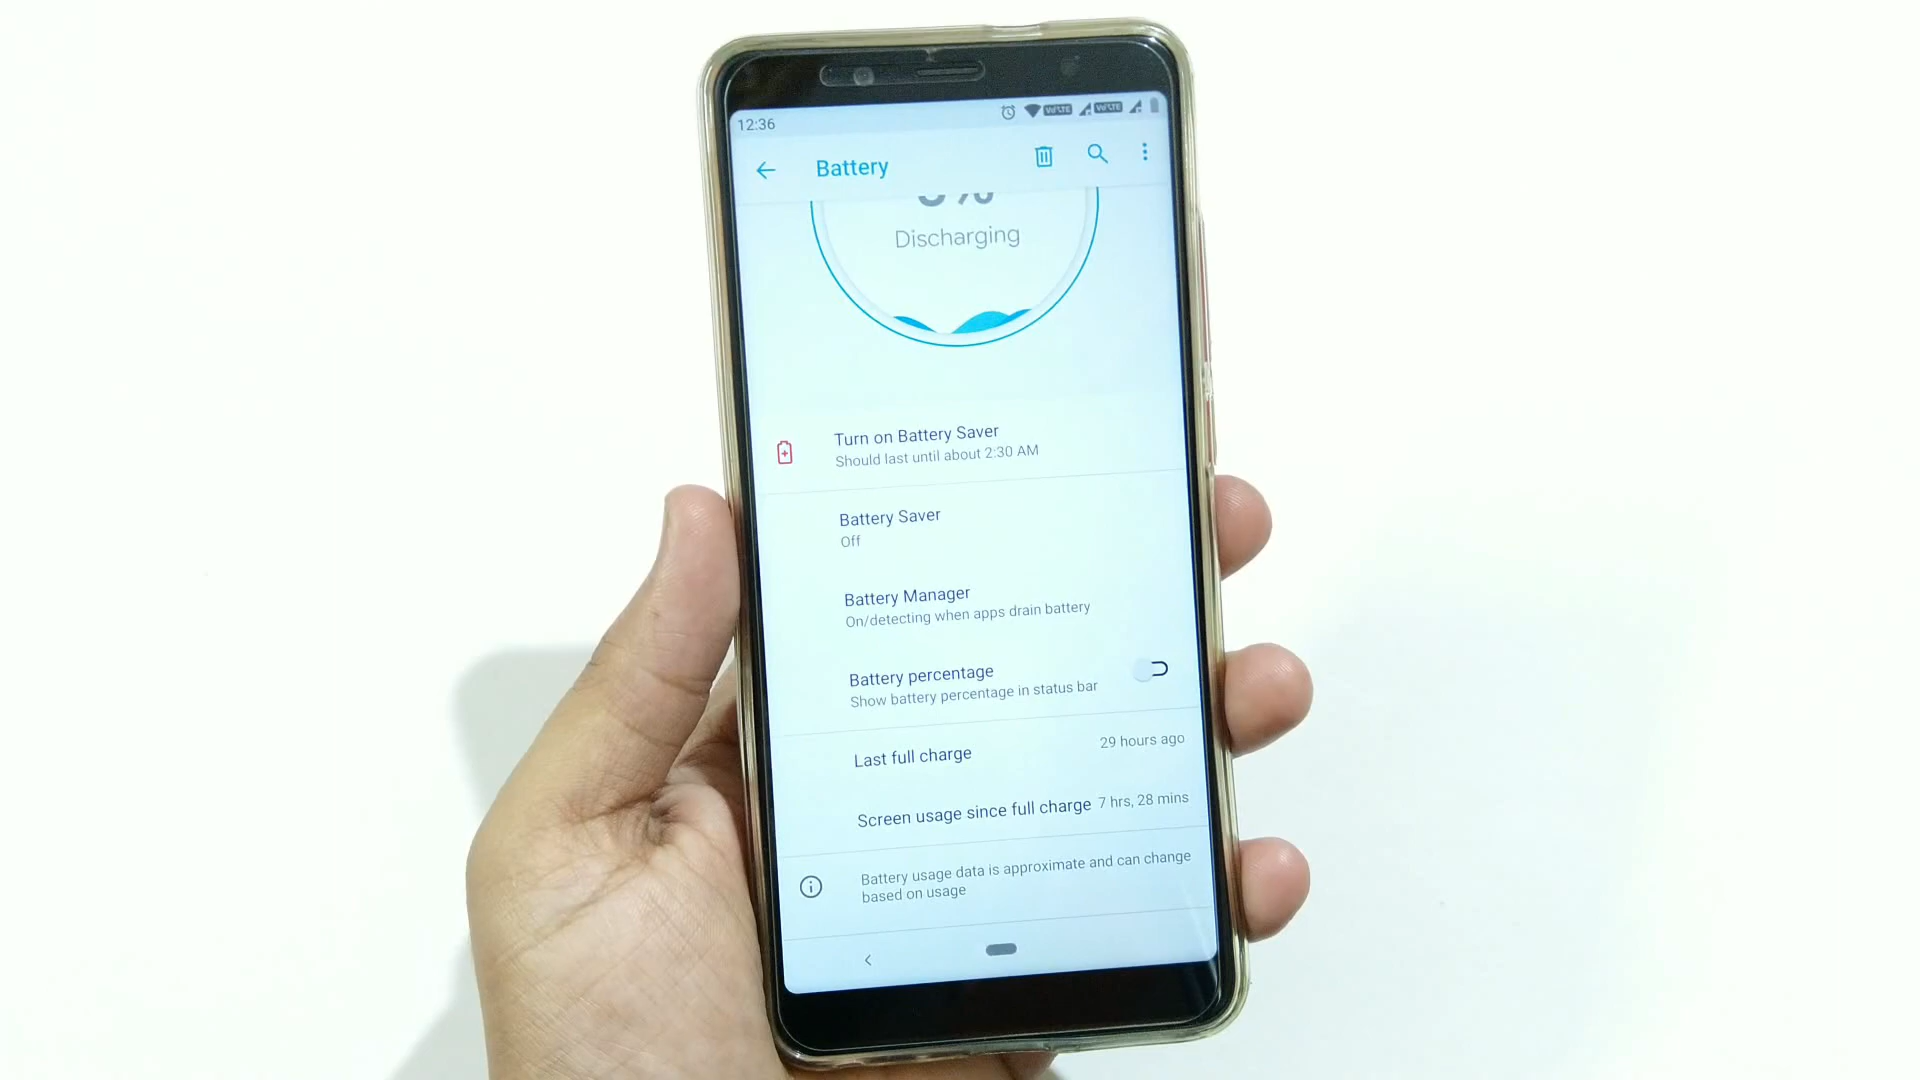 12:36
VoLTE VoLTE
Battery
Discharging
Turn on Battery Saver
Should last until about 2:30 AM
Battery Saver
Off
Battery Manager
On/detecting when apps drain battery
Battery percentage
Show battery percentage in status bar
Last full charge 29 hours ago
Screen usage since full charge 7 hrs, 28 mins
Battery usage data is approximate and can change
based on usage